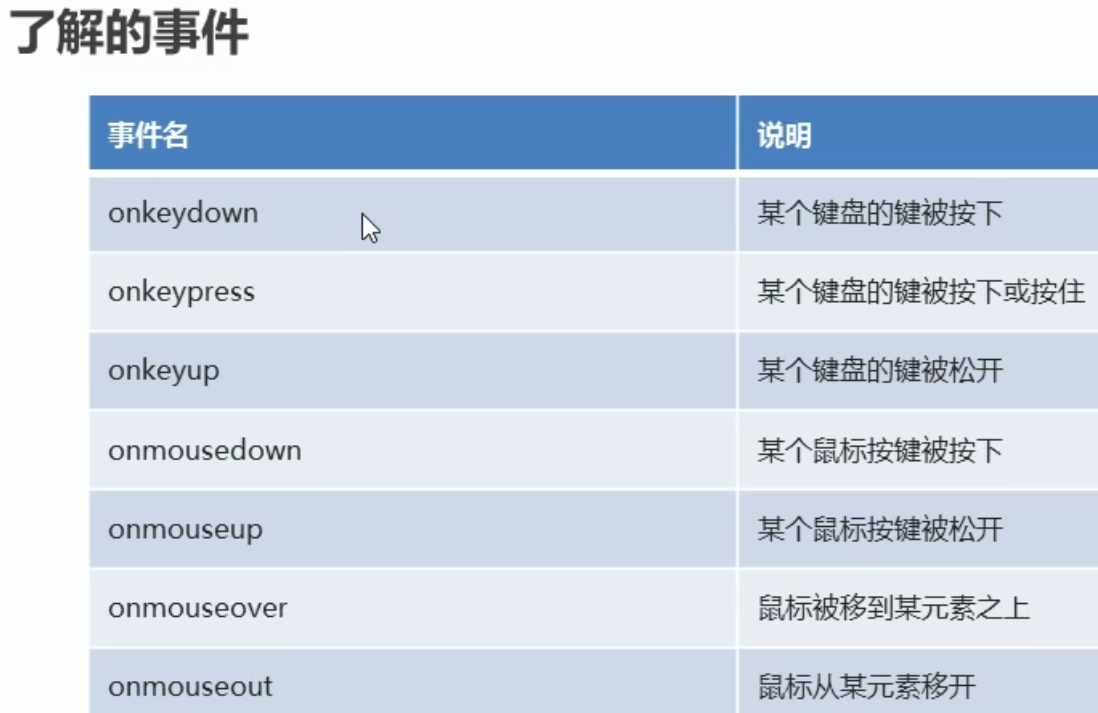 了解的事件
事件名 说明
onkeydown 某个键盘的键被按下
onkeypress 某个键盘的键被按下或按住
onkeyup 某个键盘的键被松开
onmousedown 某个鼠标按键被按下
onmouseup 某个鼠标按键被松开
onmouseover 鼠标被移到某元素之上
onmouseout 鼠标从某元素移开